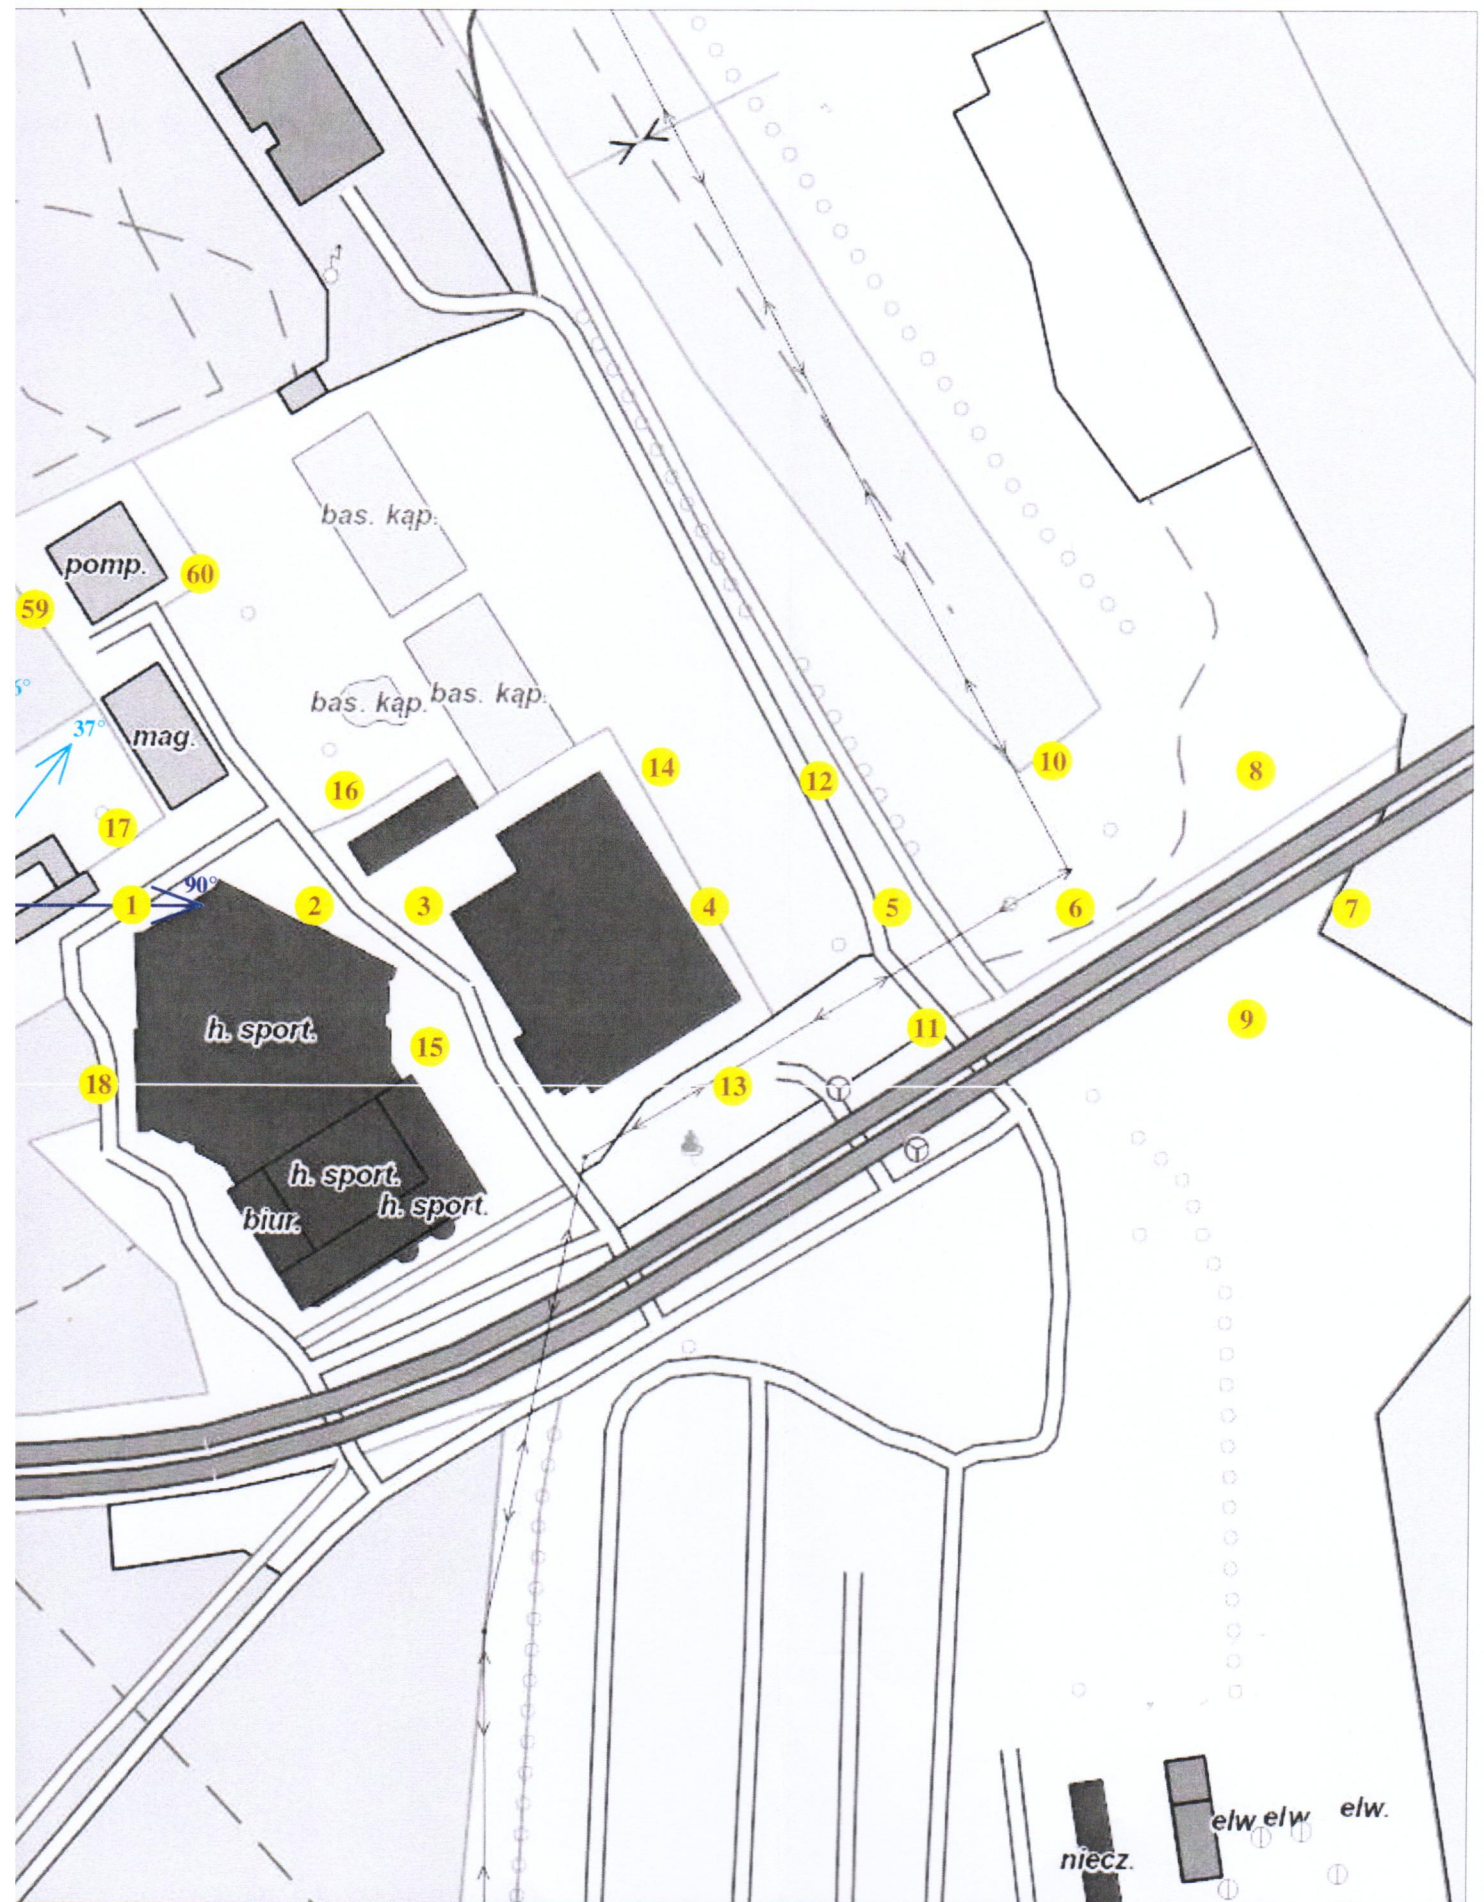 bas. kąp.
pomp.
60
59
6°
bas. kąp. bas. kąp.
37°
mag.
14
10
8
12
16
17
90°
1
2
3
4
5
6
7
h. sport.
15
11
9
18
13
h. sport.
h. sport.
biur.
elw elw elw.
niecz.